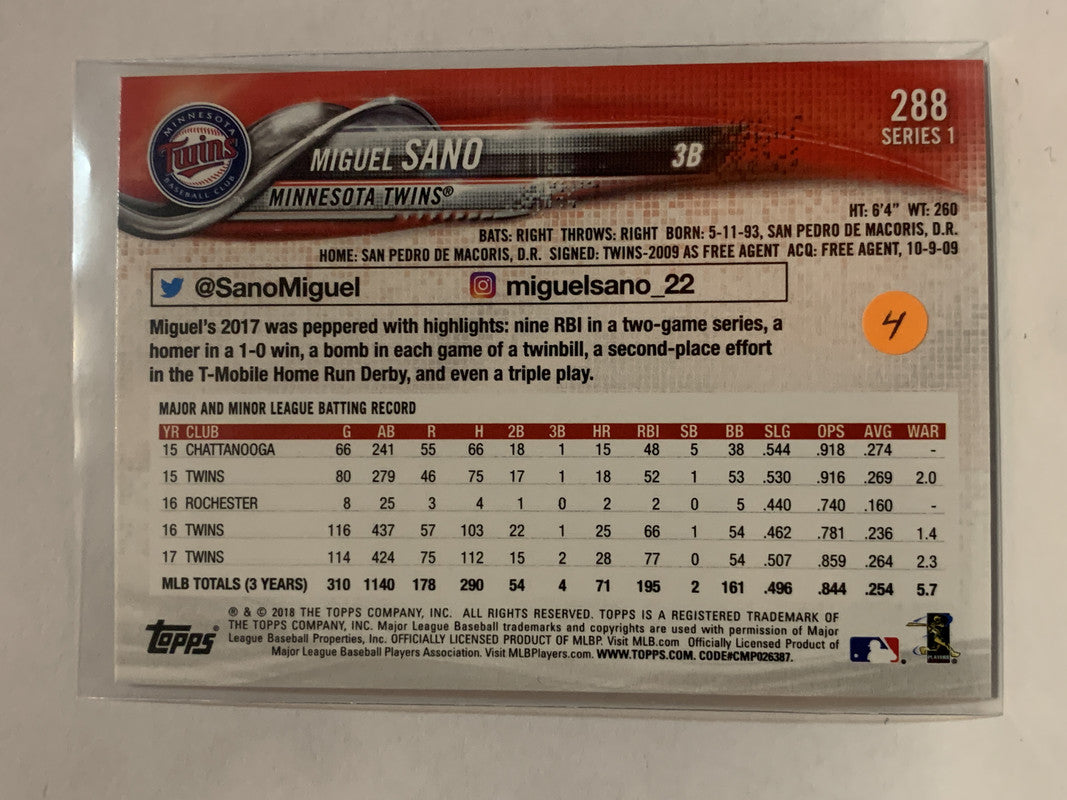 MINNESOTA
Twins
BASEBALL CLUB
288
SERIES 1
MIGUEL SANO 3B
MINNESOTA TWINS®
HT: 6'4" WT: 260
BATS: RIGHT THROWS: RIGHT BORN: 5-11-93, SAN PEDRO DE MACORIS, D.R.
HOME: SAN PEDRO DE MACORIS, D.R. SIGNED: TWINS-2009 AS FREE AGENT ACQ: FREE AGENT, 10-9-09
@SanoMiguel miguelsano_22
4
Miguel's 2017 was peppered with highlights: nine RBI in a two-game series, a
homer in a 1-0 win, a bomb in each game of a twinbill, a second-place effort
in the T-Mobile Home Run Derby, and even a triple play.
MAJOR AND MINOR LEAGUE BATTING RECORD
YR CLUB G AB R H 2B 3B HR RBI SB BB SLG OPS AVG WAR
15 CHATTANOOGA 66 241 55 66 18 1 15 48 5 38 .544 .918 .274 -
15 TWINS 80 279 46 75 17 1 18 52 1 53 .530 .916 .269 2.0
16 ROCHESTER 8 25 3 4 1 0 2 2 0 5 .440 .740 .160 -
16 TWINS 116 437 57 103 22 1 25 66 1 54 .462 .781 .236 1.4
17 TWINS 114 424 75 112 15 2 28 77 0 54 .507 .859 .264 2.3
MLB TOTALS (3 YEARS) 310 1140 178 290 54 4 71 195 2 161 .496 .844 .254 5.7
® & © 2018 THE TOPPS COMPANY, INC. ALL RIGHTS RESERVED. TOPPS IS A REGISTERED TRADEMARK OF
THE TOPPS COMPANY, INC. Major League Baseball trademarks and copyrights are used with permission of Major
League Baseball Properties, Inc. OFFICIALLY LICENSED PRODUCT OF MLBP. Visit MLB.com Officially Licensed Product of
Major League Baseball Players Association. Visit MLBPlayers.com. WWW.TOPPS.COM. CODE#CMP026387.
TOPPS®
PLAYERS